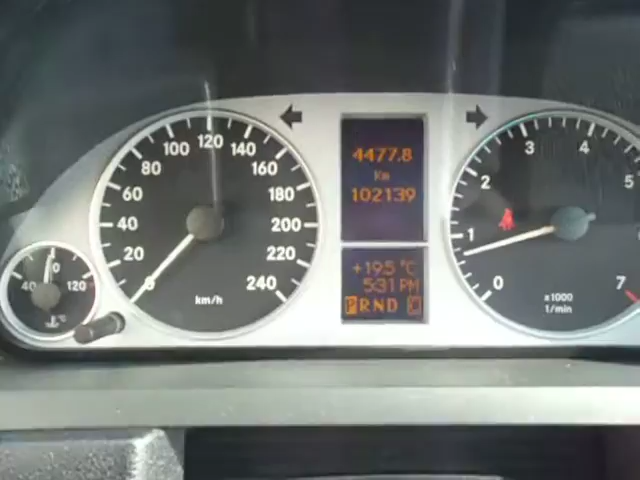 4477.8
Km
102139
+19.5 °C
5:31 PM
PRND C
0 20 40 60 80 100 120 140 160 180 200 220 240
km/h
40 120
°C
0 1 2 3 4 5 7
x1000
1/min